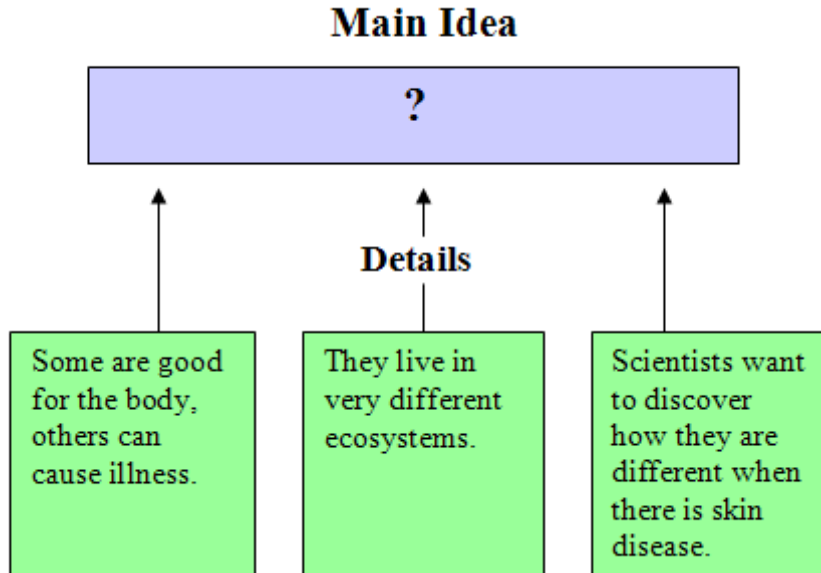 Main Idea
?
Details
Some are good
for the body,
others can
cause illness.
They live in
very different
ecosystems.
Scientists want
to discover
how they are
different when
there is skin
disease.